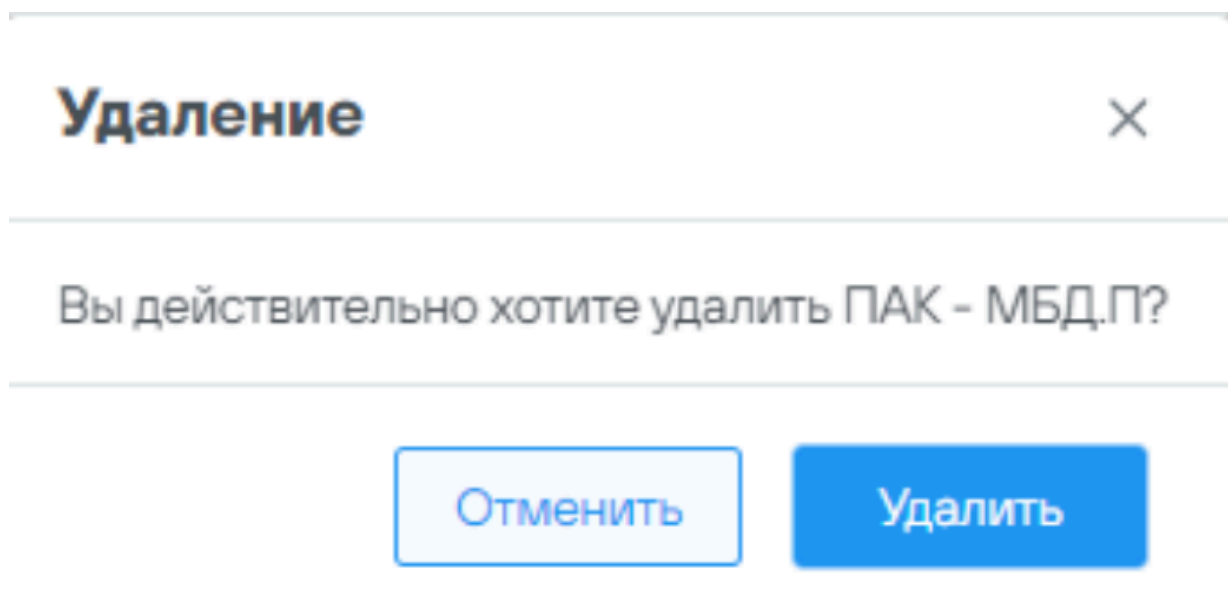 Удаление
Вы действительно хотите удалить ПАК - МБД.П?
Отменить
Удалить